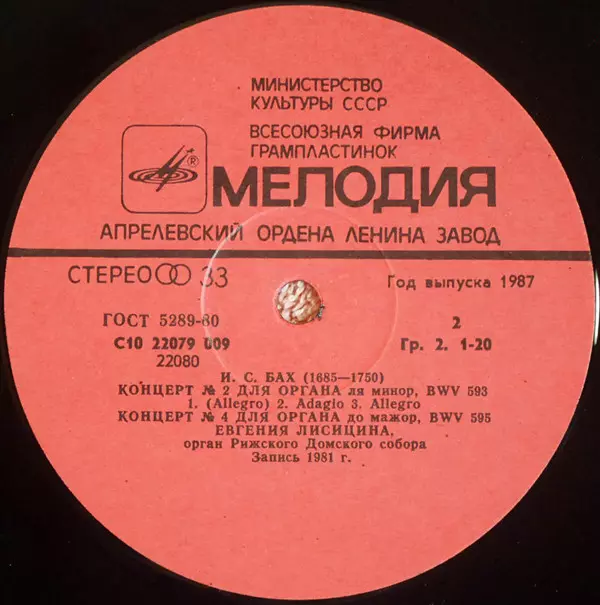 МИНИСТЕРСТВО
КУЛЬТУРЫ СССР
ВСЕСОЮЗНАЯ ФИРМА
ГРАМПЛАСТИНОК
®
МЕЛОДИЯ
АПРЕЛЕВСКИЙ ОРДЕНА ЛЕНИНА ЗАВОД
СТЕРЕО 33
Год выпуска 1987
ГОСТ 5289-80
2
С10 22079 009
Гр. 2. 1-20
22080
И. С. БАХ (1685—1750)
КОНЦЕРТ № 2 ДЛЯ ОРГАНА ля минор, BWV 593
1. (Allegro) 2. Adagio 3. Allegro
КОНЦЕРТ № 4 ДЛЯ ОРГАНА до мажор, BWV 595
ЕВГЕНИЯ ЛИСИЦИНА,
орган Рижского Домского собора
Запись 1981 г.